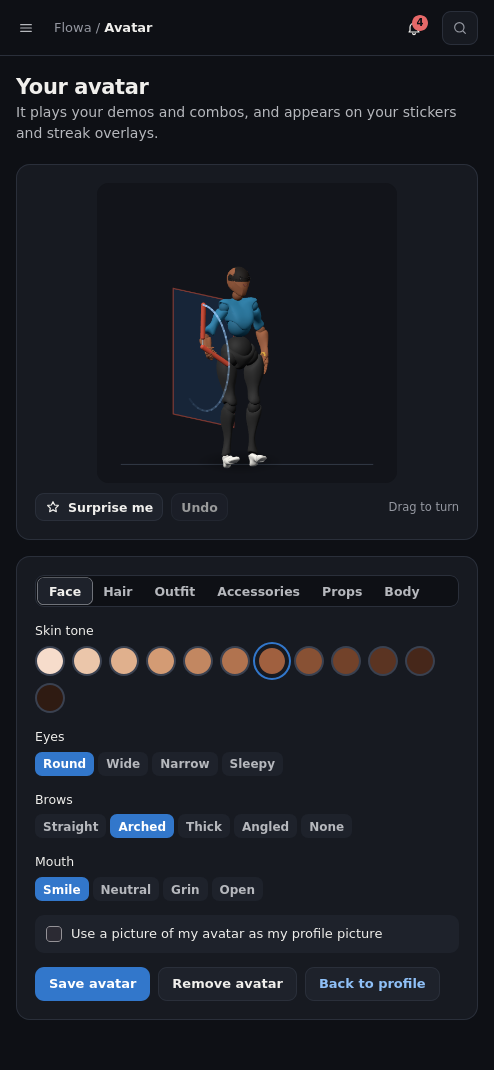 Flowa / Avatar
4
Your avatar
It plays your demos and combos, and appears on your stickers
and streak overlays.
Surprise me
Undo
Drag to turn
Face Hair Outfit Accessories Props Body
Skin tone
Eyes
Round Wide Narrow Sleepy
Brows
Straight Arched Thick Angled None
Mouth
Smile Neutral Grin Open
Use a picture of my avatar as my profile picture
Save avatar Remove avatar Back to profile